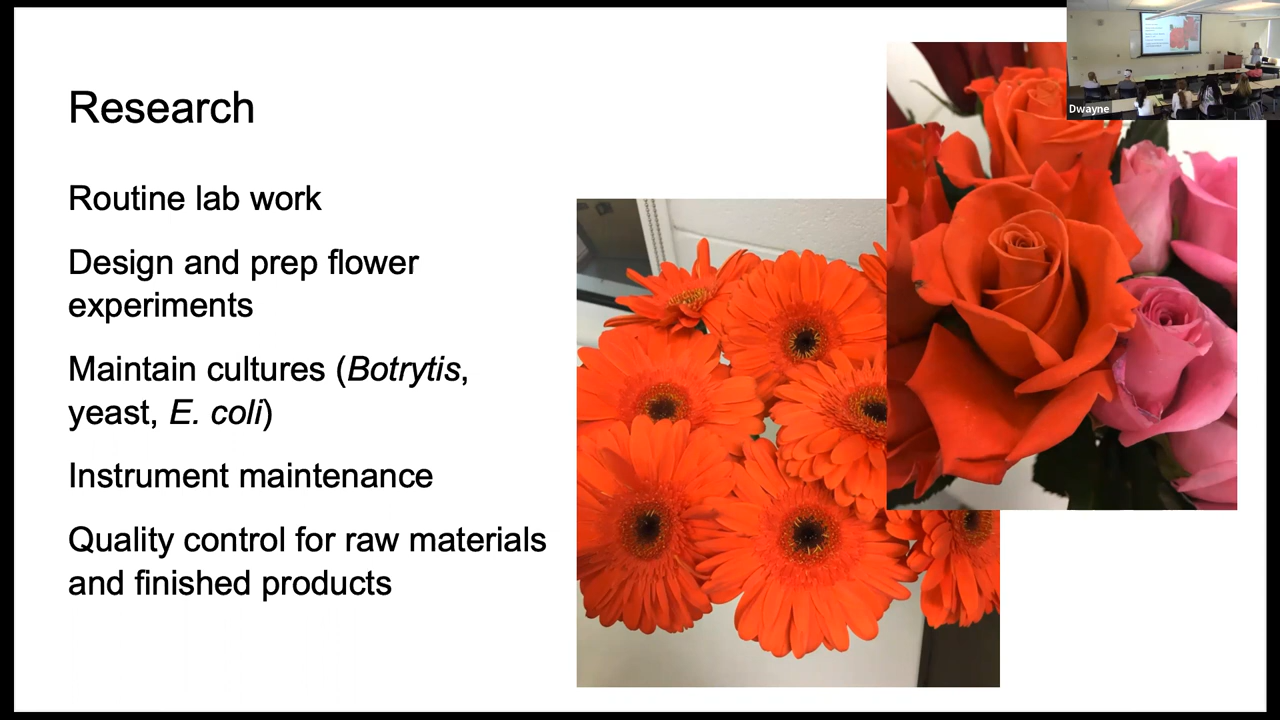 Research
Routine lab work
Design and prep flower
experiments
Maintain cultures (Botrytis,
yeast, E. coli)
Instrument maintenance
Quality control for raw materials
and finished products
Dwayne